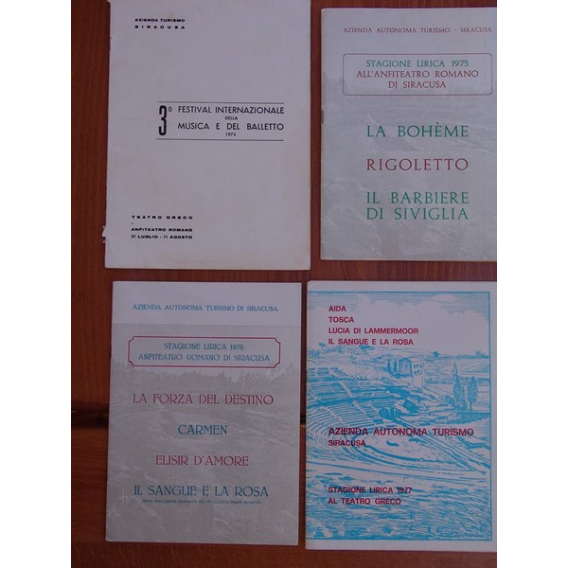 AZIENDA TURISMO
SIRACUSA
3° FESTIVAL INTERNAZIONALE
DELLA
MUSICA E DEL BALLETTO
1974
TEATRO GRECO
ANFITEATRO ROMANO
LUGLIO - 11 AGOSTO
AZIENDA AUTONOMA TURISMO - SIRACUSA
STAGIONE LIRICA 1975
ALL'ANFITEATRO ROMANO
DI SIRACUSA
LA BOHÈME
RIGOLETTO
IL BARBIERE
DI SIVIGLIA
AZIENDA AUTONOMA TURISMO DI SIRACUSA
STAGIONE LIRICA 1976
ANFITEATRO ROMANO DI SIRACUSA
LA FORZA DEL DESTINO
CARMEN
ELISIR D'AMORE
IL SANGUE E LA ROSA
AIDA
TOSCA
LUCIA DI LAMMERMOOR
IL SANGUE E LA ROSA
AZIENDA AUTONOMA TURISMO
SIRACUSA
STAGIONE LIRICA 1977
AL TEATRO GRECO